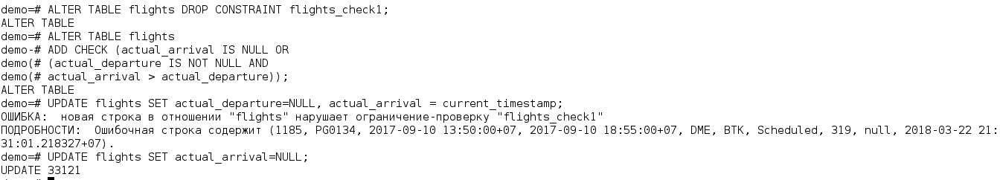 demo=# ALTER TABLE flights DROP CONSTRAINT flights_check1;
ALTER TABLE
demo=# ALTER TABLE flights
demo-# ADD CHECK (actual_arrival IS NULL OR
demo(# (actual_departure IS NOT NULL AND
demo(# actual_arrival > actual_departure));
ALTER TABLE
demo=# UPDATE flights SET actual_departure=NULL, actual_arrival = current_timestamp;
ОШИБКА:  новая строка в отношении "flights" нарушает ограничение-проверку "flights_check1"
ПОДРОБНОСТИ:  Ошибочная строка содержит (1185, PG0134, 2017-09-10 13:50:00+07, 2017-09-10 18:55:00+07, DME, BTK, Scheduled, 319, null, 2018-03-22 21:
31:01.218327+07).
demo=# UPDATE flights SET actual_arrival=NULL;
UPDATE 33121